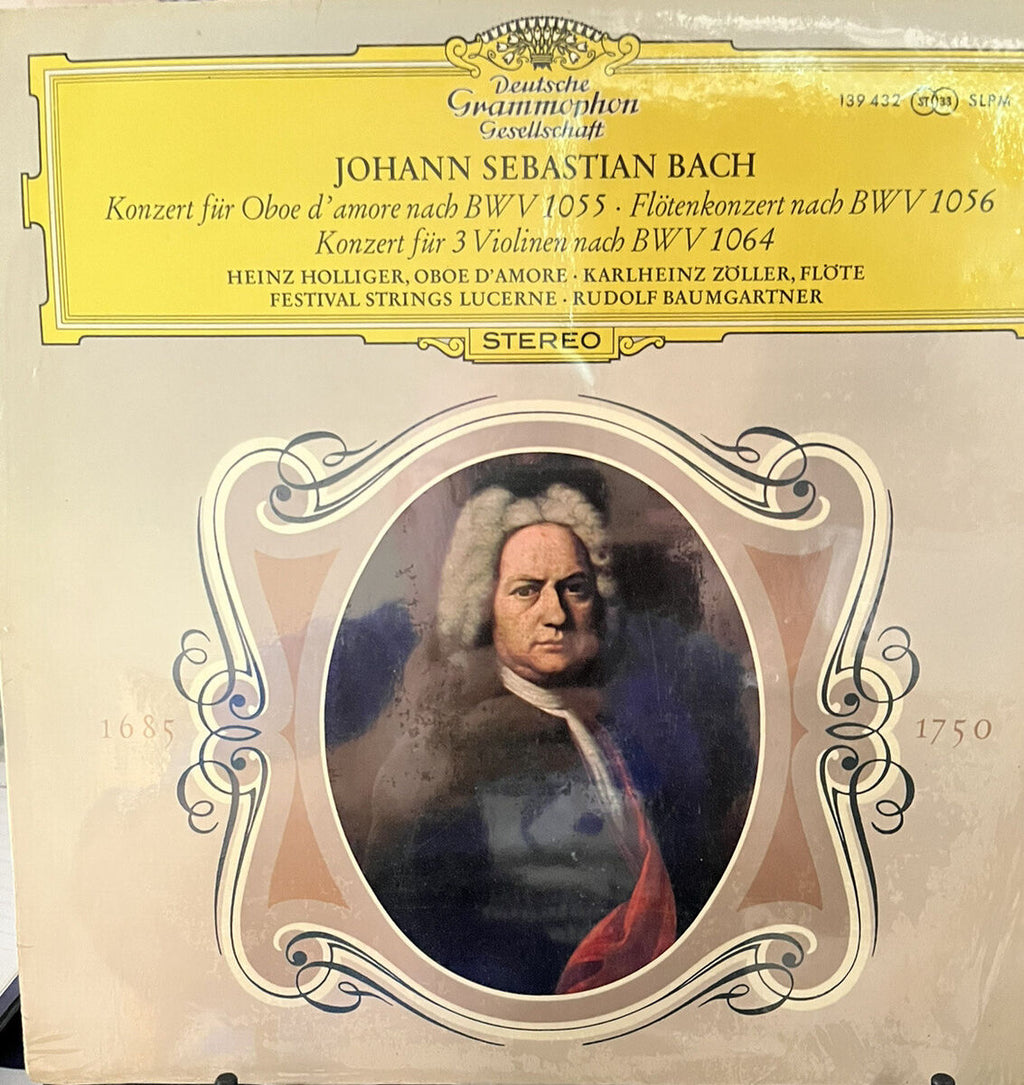 Deutsche
Grammophon
Gesellschaft
139 432 ST 33 SLPM
JOHANN SEBASTIAN BACH
Konzert für Oboe d'amore nach BWV 1055 · Flötenkonzert nach BWV 1056
Konzert für 3 Violinen nach BWV 1064
HEINZ HOLLIGER, OBOE D'AMORE · KARLHEINZ ZÖLLER, FLÖTE
FESTIVAL STRINGS LUCERNE · RUDOLF BAUMGARTNER
STEREO
1685 1750